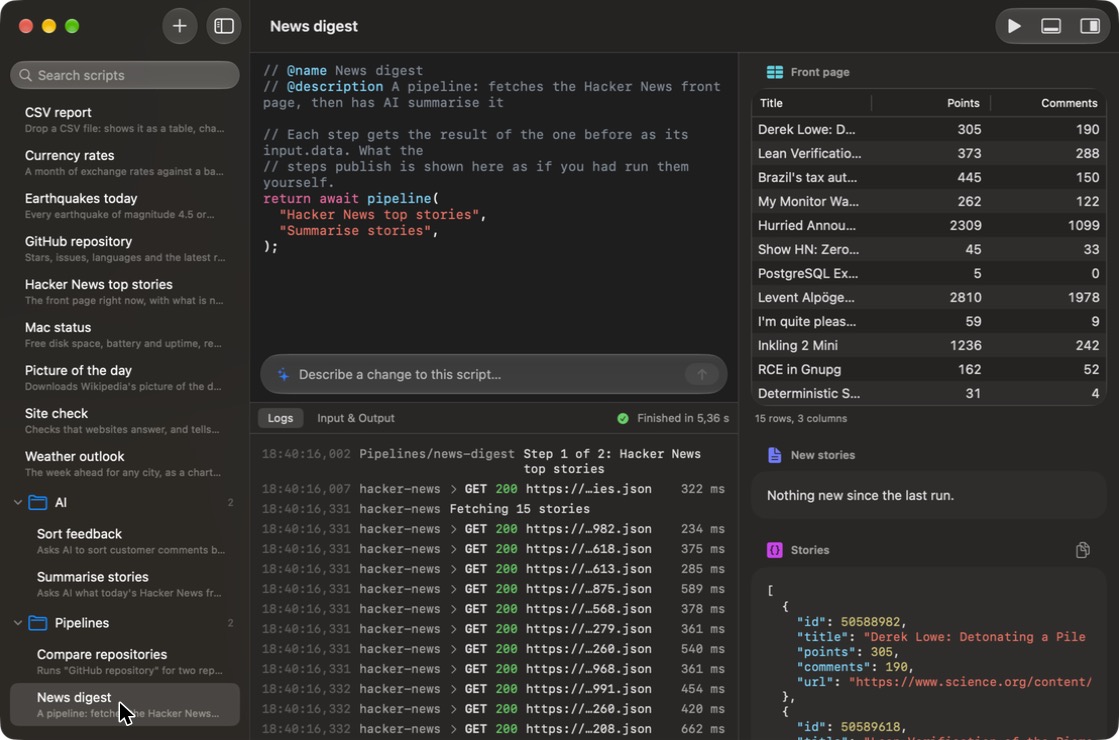 News digest
Search scripts
CSV report
Drop a CSV file: shows it as a table, cha...
Currency rates
A month of exchange rates against a ba...
Earthquakes today
Every earthquake of magnitude 4.5 or...
GitHub repository
Stars, issues, languages and the latest r...
Hacker News top stories
The front page right now, with what is n...
Mac status
Free disk space, battery and uptime, re...
Picture of the day
Downloads Wikipedia's picture of the d...
Site check
Checks that websites answer, and tells...
Weather outlook
The week ahead for any city, as a chart...
AI 2
Sort feedback
Asks AI to sort customer comments b...
Summarise stories
Asks AI what today's Hacker News fr...
Pipelines 2
Compare repositories
Runs "GitHub repository" for two rep...
News digest
A pipeline: fetche the Hacker News...
// @name News digest
// @description A pipeline: fetches the Hacker News front
page, then has AI summarise it
// Each step gets the result of the one before as its
input.data. What the
// steps publish is shown here as if you had run them
yourself.
return await pipeline(
"Hacker News top stories",
"Summarise stories",
);
Describe a change to this script...
Logs Input & Output Finished in 5,36 s
18:40:16,002 Pipelines/news-digest Step 1 of 2: Hacker News
top stories
18:40:16,007 hacker-news > GET 200 https://…ies.json 322 ms
18:40:16,331 hacker-news Fetching 15 stories
18:40:16,331 hacker-news > GET 200 https://…982.json 234 ms
18:40:16,331 hacker-news > GET 200 https://…618.json 375 ms
18:40:16,331 hacker-news > GET 200 https://…613.json 285 ms
18:40:16,331 hacker-news > GET 200 https://…875.json 589 ms
18:40:16,331 hacker-news > GET 200 https://…568.json 378 ms
18:40:16,331 hacker-news > GET 200 https://…279.json 361 ms
18:40:16,331 hacker-news > GET 200 https://…260.json 540 ms
18:40:16,331 hacker-news > GET 200 https://…968.json 361 ms
18:40:16,332 hacker-news > GET 200 https://…991.json 454 ms
18:40:16,332 hacker-news > GET 200 https://…260.json 420 ms
18:40:16,332 hacker-news > GET 200 https://…208.json 662 ms
Front page
Title Points Comments
Derek Lowe: D... 305 190
Lean Verificatio... 373 288
Brazil's tax aut... 445 150
My Monitor Wa... 262 122
Hurried Annou... 2309 1099
Show HN: Zero... 45 33
PostgreSQL Ex... 5 0
Levent Alpöge... 2810 1978
I'm quite pleas... 59 9
Inkling 2 Mini 1236 242
RCE in Gnupg 162 52
Deterministic S... 31 4
15 rows, 3 columns
New stories
Nothing new since the last run.
Stories
[
{
"id": 50588982,
"title": "Derek Lowe: Detonating a Pile
"points": 305,
"comments": 190,
"url": "https://www.science.org/content/
},
{
"id": 50589618,